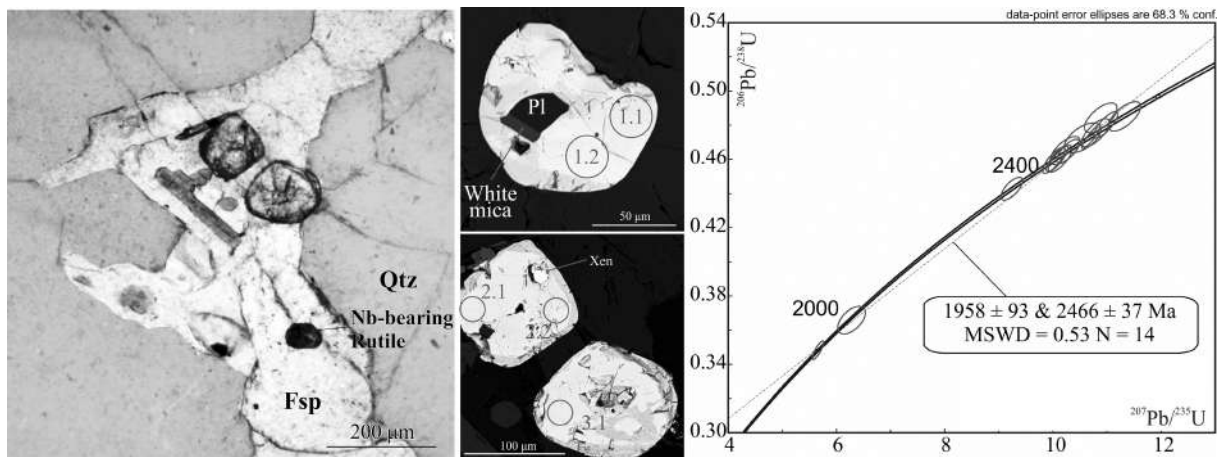 Qtz
Nb-bearing
Rutile
Fsp
200 µm
Pl
1.1
1.2
White
mica
50 µm
Xen
2.1
2.2
3.1
100 µm
data-point error ellipses are 68.3 % conf.
0.54
²⁰⁶Pb/²³⁸U
0.50
2400
0.46
0.42
2000
0.38
1958 ± 93 & 2466 ± 37 Ma
MSWD = 0.53 N = 14
0.34
²⁰⁷Pb/²³⁵U
0.30
4
6
8
10
12